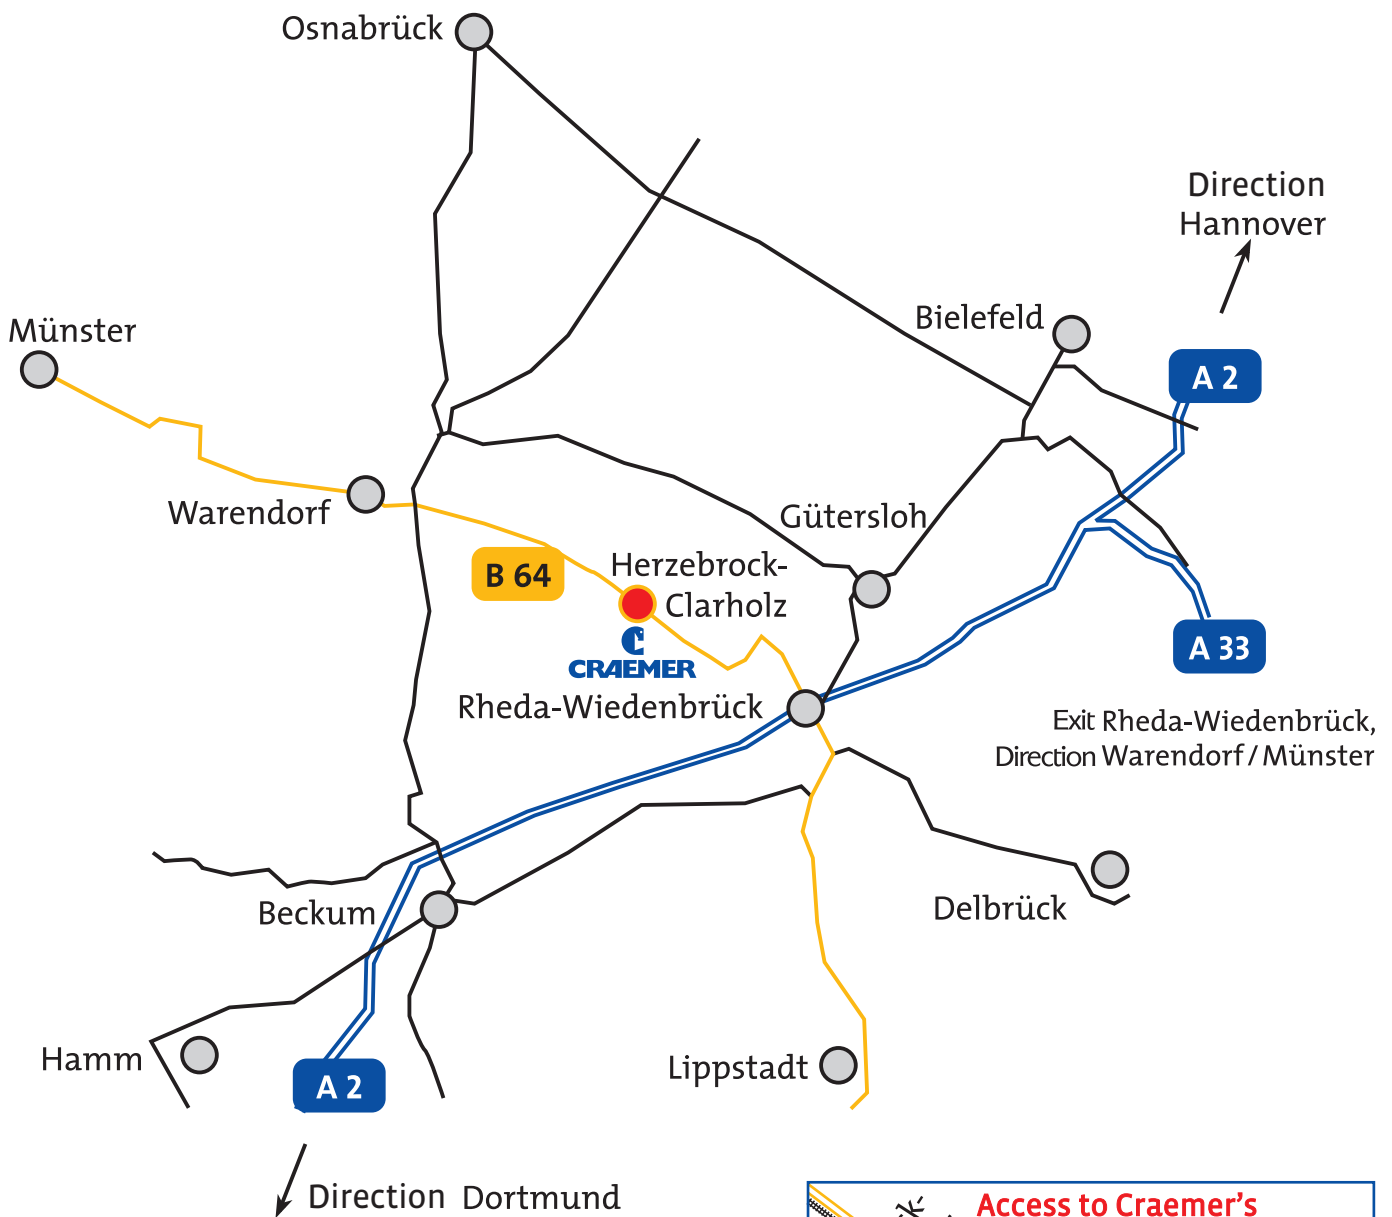 Osnabrück
Direction
Hannover
Bielefeld
Münster
A 2
Warendorf
Gütersloh
Herzebrock-
Clarholz
B 64
CRAEMER
A 33
Rheda-Wiedenbrück
Exit Rheda-Wiedenbrück,
Direction Warendorf / Münster
Beckum
Delbrück
Hamm
Lippstadt
A 2
Direction Dortmund
Access to Craemer's